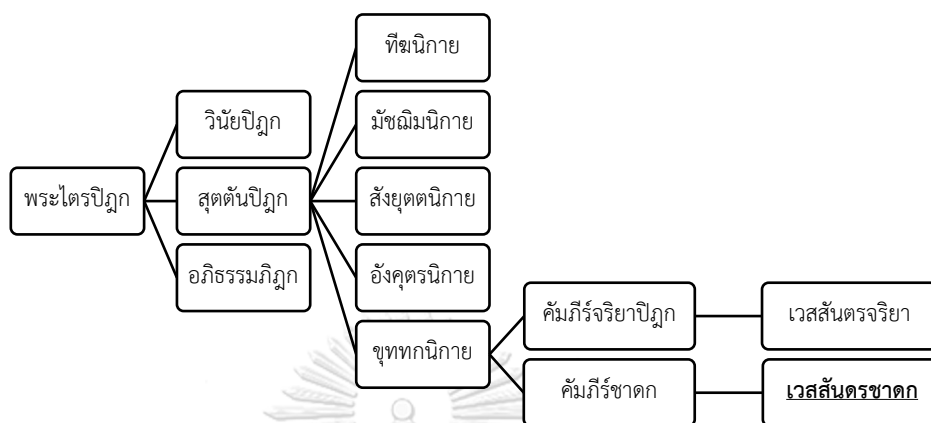 ทีฆนิกาย
วินัยปิฎก
มัชฌิมนิกาย
พระไตรปิฎก
สุตตันปิฎก
สังยุตตนิกาย
อภิธรรมภิฎก
อังคุตรนิกาย
คัมภีร์จริยาปิฎก
เวสสันตรจริยา
ขุททกนิกาย
คัมภีร์ชาดก
เวสสันดรชาดก